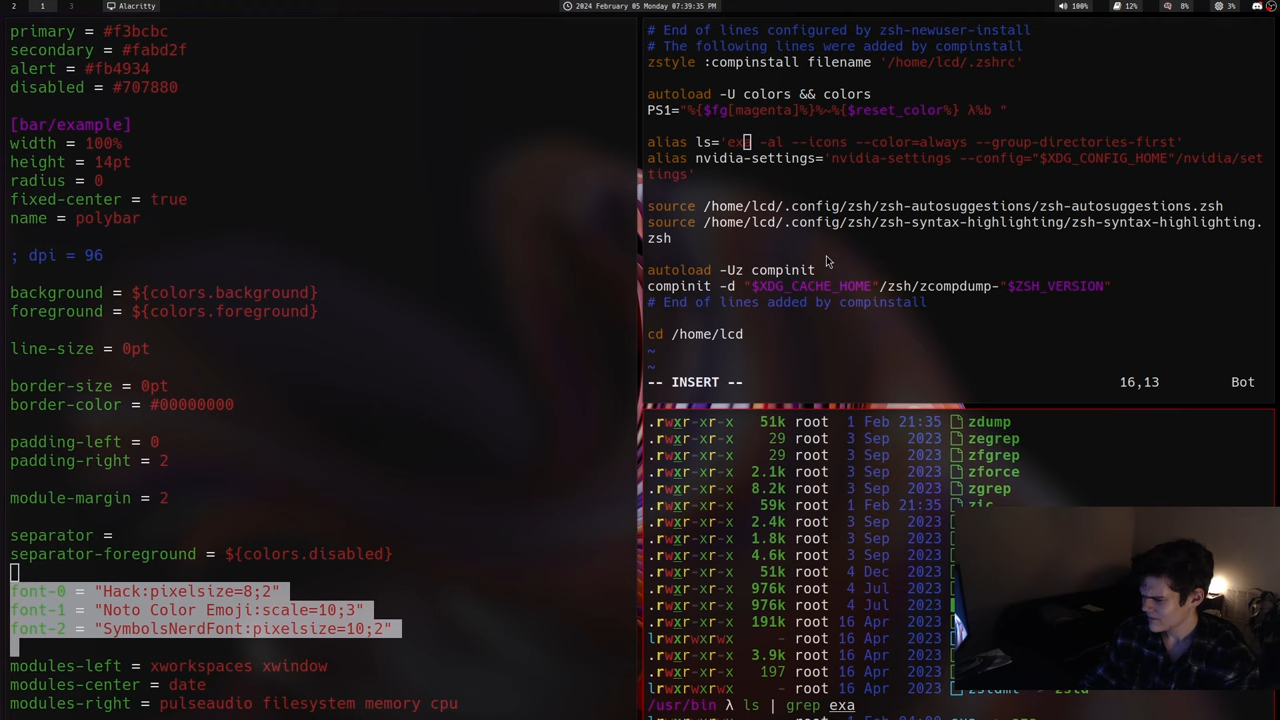 2 1 3 Alacritty 2024 February 05 Monday 07:39:35 PM 100% 12% 8% 3%
primary = #f3bcbc
secondary = #fabd2f
alert = #fb4934
disabled = #707880
[bar/example]
width = 100%
height = 14pt
radius = 0
fixed-center = true
name = polybar
; dpi = 96
background = ${colors.background}
foreground = ${colors.foreground}
line-size = 0pt
border-size = 0pt
border-color = #00000000
padding-left = 0
padding-right = 2
module-margin = 2
separator =
separator-foreground = ${colors.disabled}
font-0 = "Hack:pixelsize=8;2"
font-1 = "Noto Color Emoji:scale=10;3"
font-2 = "SymbolsNerdFont:pixelsize=10;2"
modules-left = xworkspaces xwindow
modules-center = date
modules-right = pulseaudio filesystem memory cpu
# End of lines configured by zsh-newuser-install
# The following lines were added by compinstall
zstyle :compinstall filename '/home/lcd/.zshrc'
autoload -U colors && colors
PS1="%{$fg[magenta]%}%~%{$reset_color%} λ%b "
alias ls='exa -al --icons --color=always --group-directories-first'
alias nvidia-settings='nvidia-settings --config="$XDG_CONFIG_HOME"/nvidia/set
tings'
source /home/lcd/.config/zsh/zsh-autosuggestions/zsh-autosuggestions.zsh
source /home/lcd/.config/zsh/zsh-syntax-highlighting/zsh-syntax-highlighting.
zsh
autoload -Uz compinit
compinit -d "$XDG_CACHE_HOME"/zsh/zcompdump-"$ZSH_VERSION"
# End of lines added by compinstall
cd /home/lcd
~
~
-- INSERT -- 16,13 Bot
.rwxr-xr-x 51k root 1 Feb 21:35 zdump
.rwxr-xr-x 29 root 3 Sep 2023 zegrep
.rwxr-xr-x 29 root 3 Sep 2023 zfgrep
.rwxr-xr-x 2.1k root 3 Sep 2023 zforce
.rwxr-xr-x 8.2k root 3 Sep 2023 zgrep
.rwxr-xr-x 59k root 1 Feb 21:35 zic
.rwxr-xr-x 2.4k root 3 Sep 2023
.rwxr-xr-x 1.8k root 3 Sep 2023
.rwxr-xr-x 4.6k root 3 Sep 2023
.rwxr-xr-x 51k root 4 Dec 2023
.rwxr-xr-x 976k root 4 Jul 2023
.rwxr-xr-x 976k root 4 Jul 2023
.rwxr-xr-x 191k root 16 Apr 2023
lrwxrwxrwx - root 16 Apr 2023
.rwxr-xr-x 3.9k root 16 Apr 2023
.rwxr-xr-x 197 root 16 Apr 2023
lrwxrwxrwx - root 16 Apr 2023
/usr/bin λ ls | grep exa